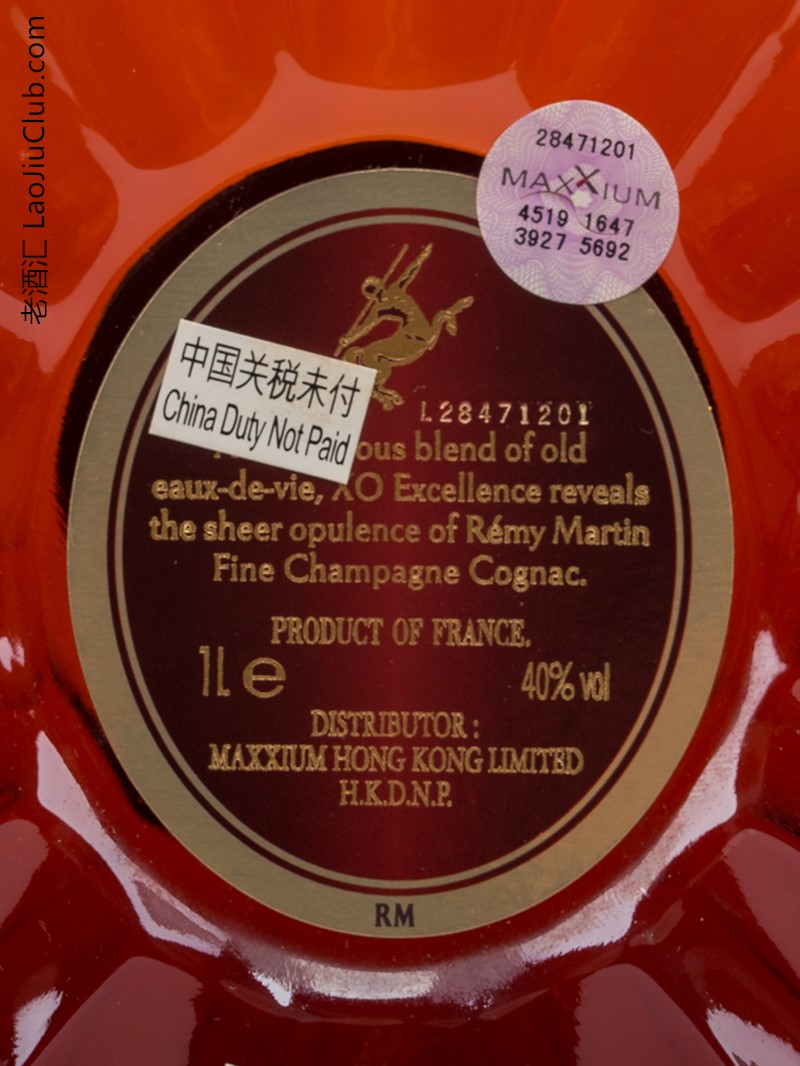 老酒汇 LaoJiuClub.com
28471201
MAXXIUM
4519 1647
3927 5692
中国关税未付
China Duty Not Paid
L28471201
blend of old
eaux-de-vie, XO Excellence reveals
the sheer opulence of Rémy Martin
Fine Champagne Cognac.
PRODUCT OF FRANCE.
1L e
40% vol
DISTRIBUTOR :
MAXXIUM HONG KONG LIMITED
H.K.D.N.P.
RM